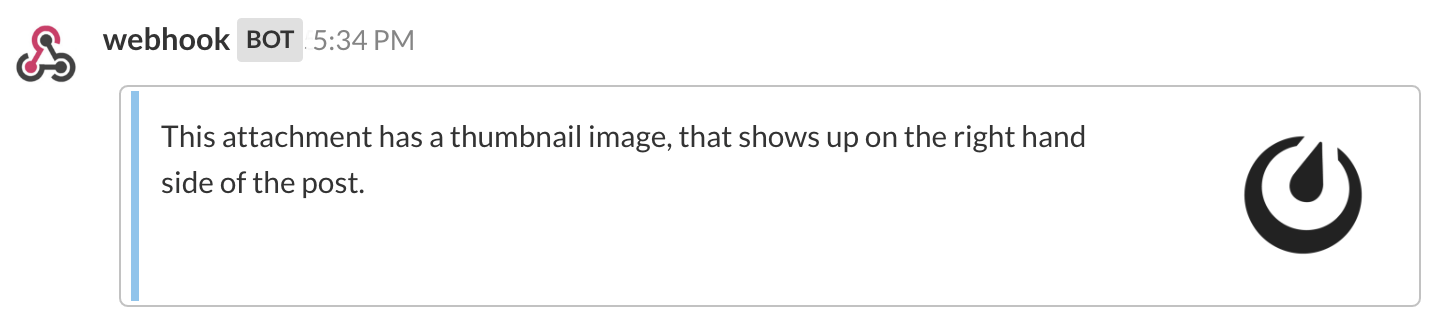 webhook BOT 5:34 PM
This attachment has a thumbnail image, that shows up on the right hand
side of the post.